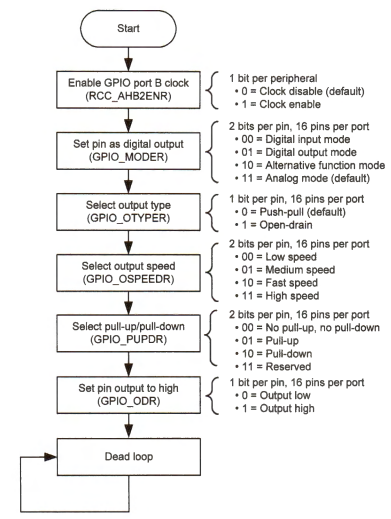 Start
Enable GPIO port B clock
(RCC_AHB2ENR)
1 bit per peripheral
• 0 = Clock disable (default)
• 1 = Clock enable
Set pin as digital output
(GPIO_MODER)
2 bits per pin, 16 pins per port
• 00 = Digital input mode
• 01 = Digital output mode
• 10 = Alternative function mode
• 11 = Analog mode (default)
Select output type
(GPIO_OTYPER)
1 bit per pin, 16 pins per port
• 0 = Push-pull (default)
• 1 = Open-drain
Select output speed
(GPIO_OSPEEDR)
2 bits per pin, 16 pins per port
• 00 = Low speed
• 01 = Medium speed
• 10 = Fast speed
• 11 = High speed
Select pull-up/pull-down
(GPIO_PUPDR)
2 bits per pin, 16 pins per port
• 00 = No pull-up, no pull-down
• 01 = Pull-up
• 10 = Pull-down
• 11 = Reserved
Set pin output to high
(GPIO_ODR)
1 bit per pin, 16 pins per port
• 0 = Output low
• 1 = Output high
Dead loop